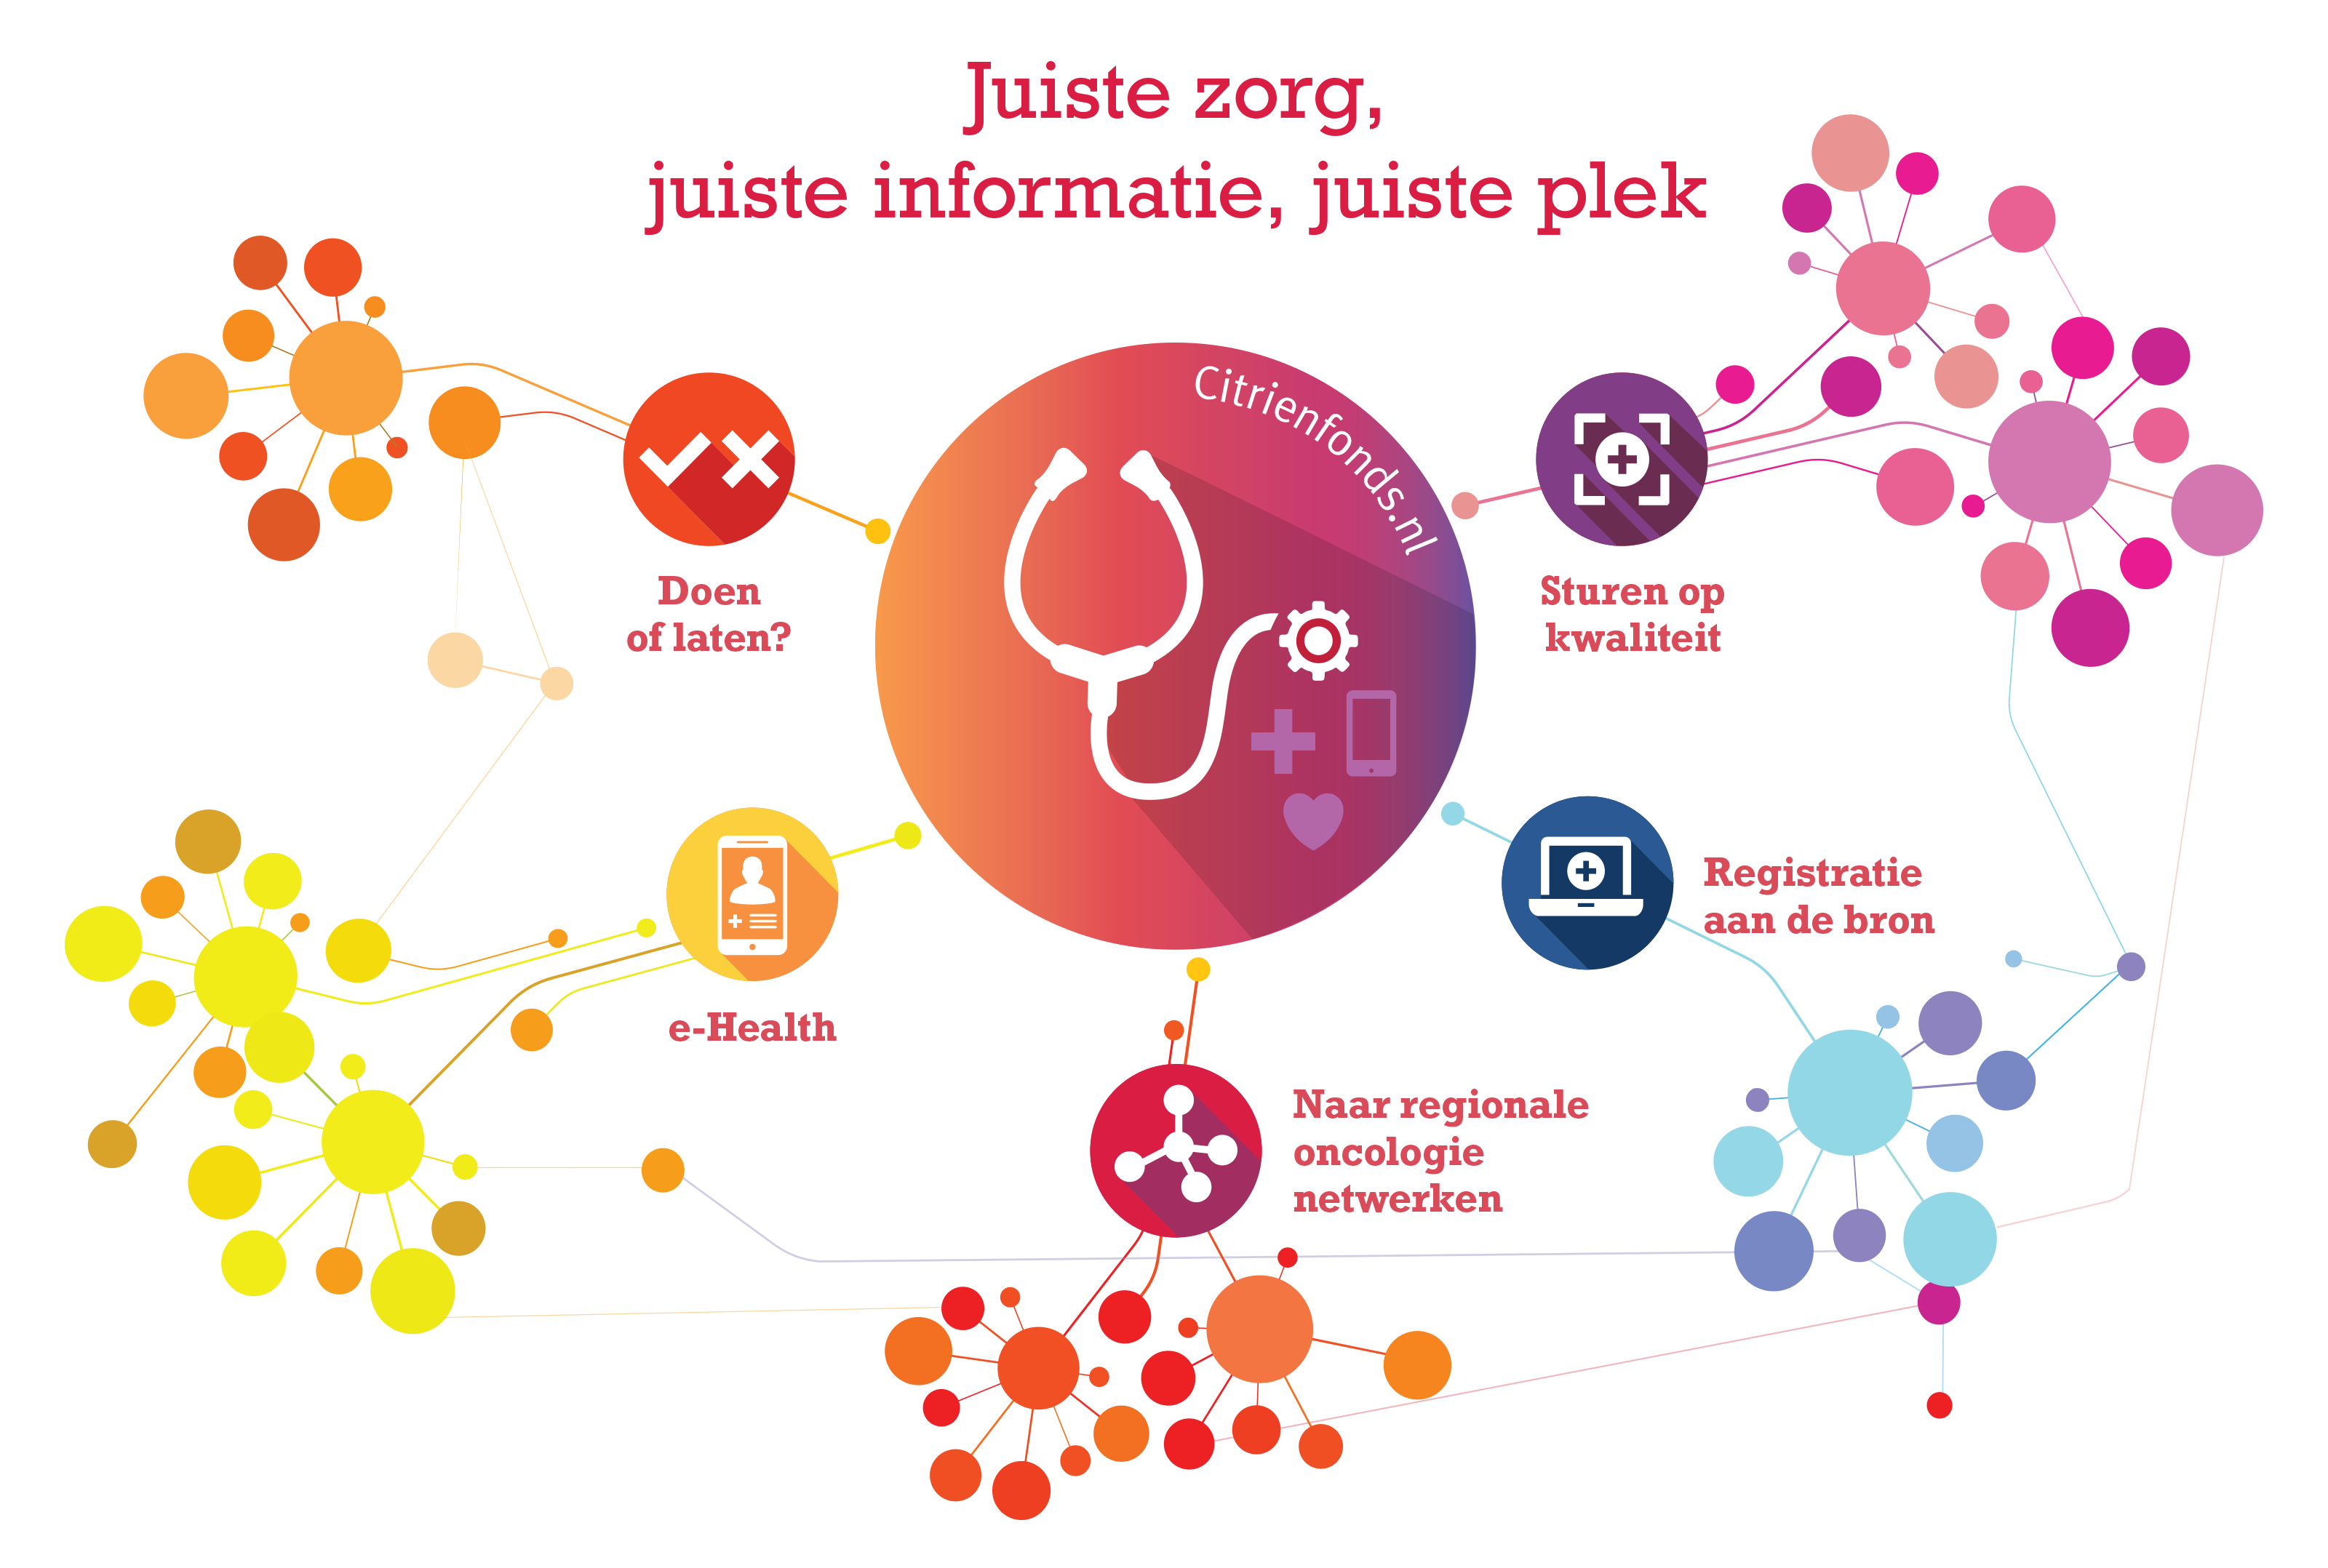 Juiste zorg,
juiste informatie, juiste plek
Citrienfonds.nl
Doen
of laten?
Sturen op
kwaliteit
e-Health
Registratie
aan de bron
Naar regionale
oncologie
netwerken